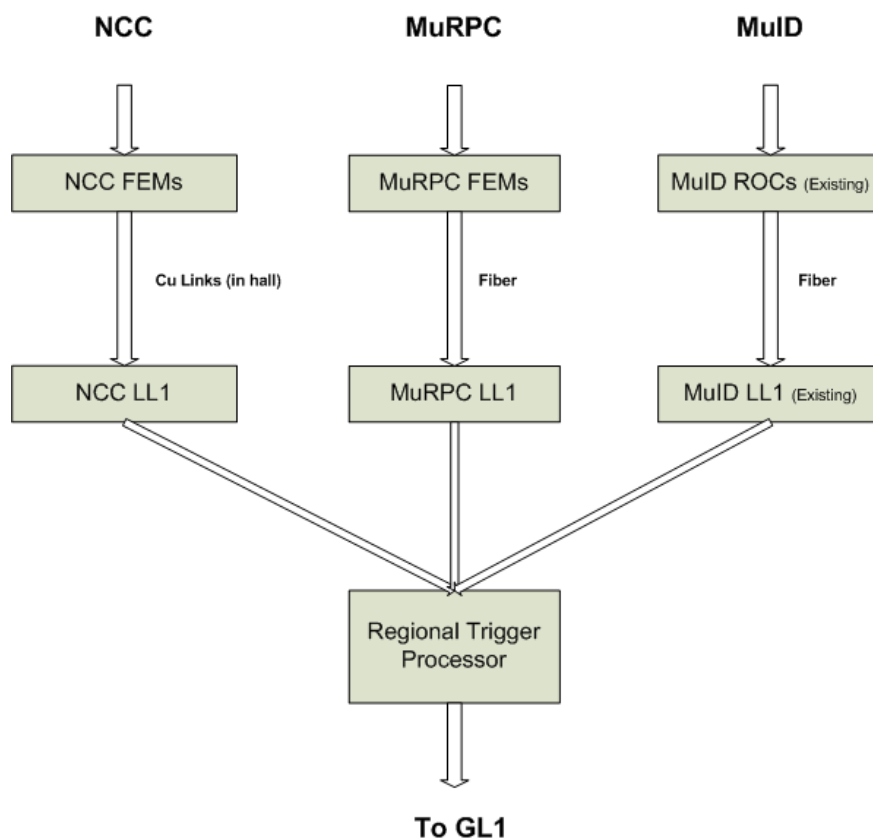 NCC
MuRPC
MuID
NCC FEMs
MuRPC FEMs
MuID ROCs (Existing)
Cu Links (in hall)
Fiber
Fiber
NCC LL1
MuRPC LL1
MuID LL1 (Existing)
Regional Trigger
Processor
To GL1